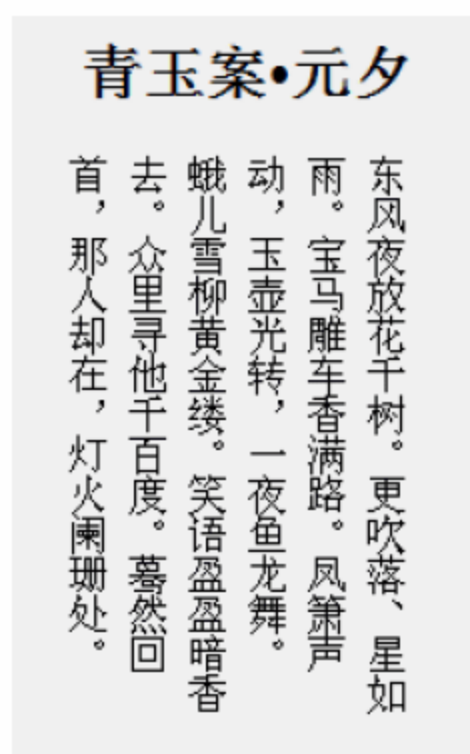 青玉案•元夕
东风夜放花千树。更吹落、星如
雨。宝马雕车香满路。凤箫声
动，玉壶光转，一夜鱼龙舞。
蛾儿雪柳黄金缕。笑语盈盈暗香
去。众里寻他千百度。蓦然回
首，那人却在，灯火阑珊处。